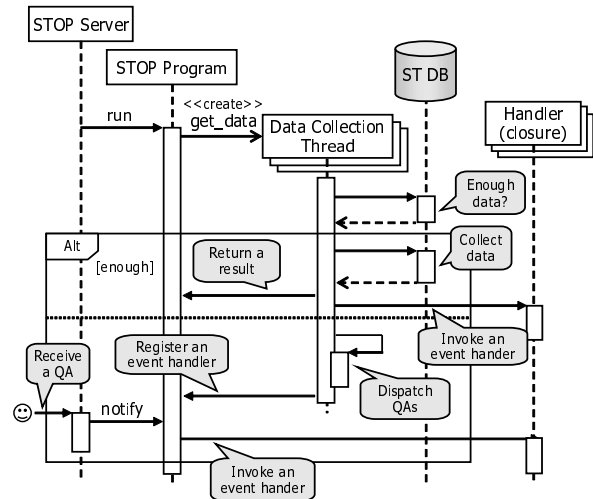 STOP Server
STOP Program
ST DB
<<create>>
get_data
run
Data Collection
Thread
Handler
(closure)
Enough
data?
Alt
[enough]
Return a
result
Collect
data
Invoke an
event hander
Register an
event handler
Receive
a QA
Dispatch
QAs
notify
Invoke an
event hander